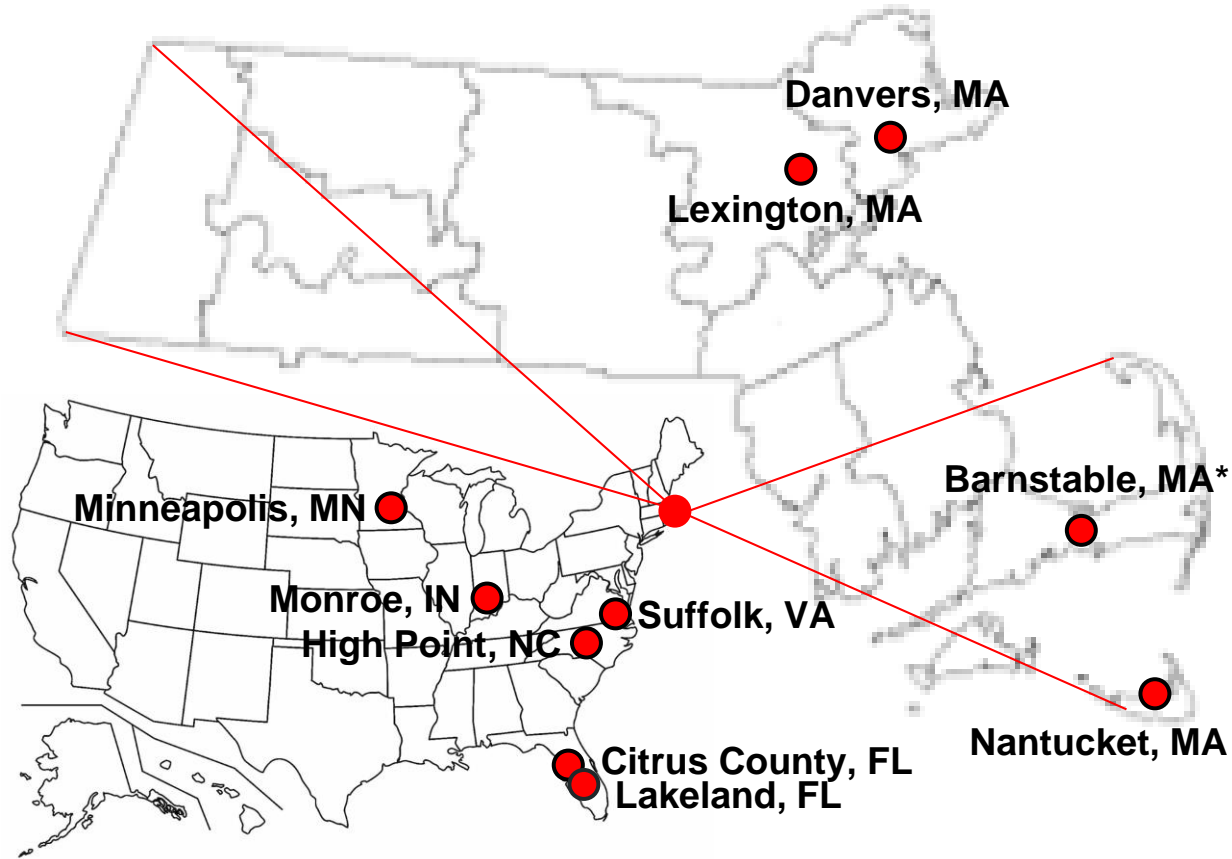 Danvers, MA
Lexington, MA
Barnstable, MA*
Minneapolis, MN
Monroe, IN
Suffolk, VA
High Point, NC
Nantucket, MA
Citrus County, FL
Lakeland, FL